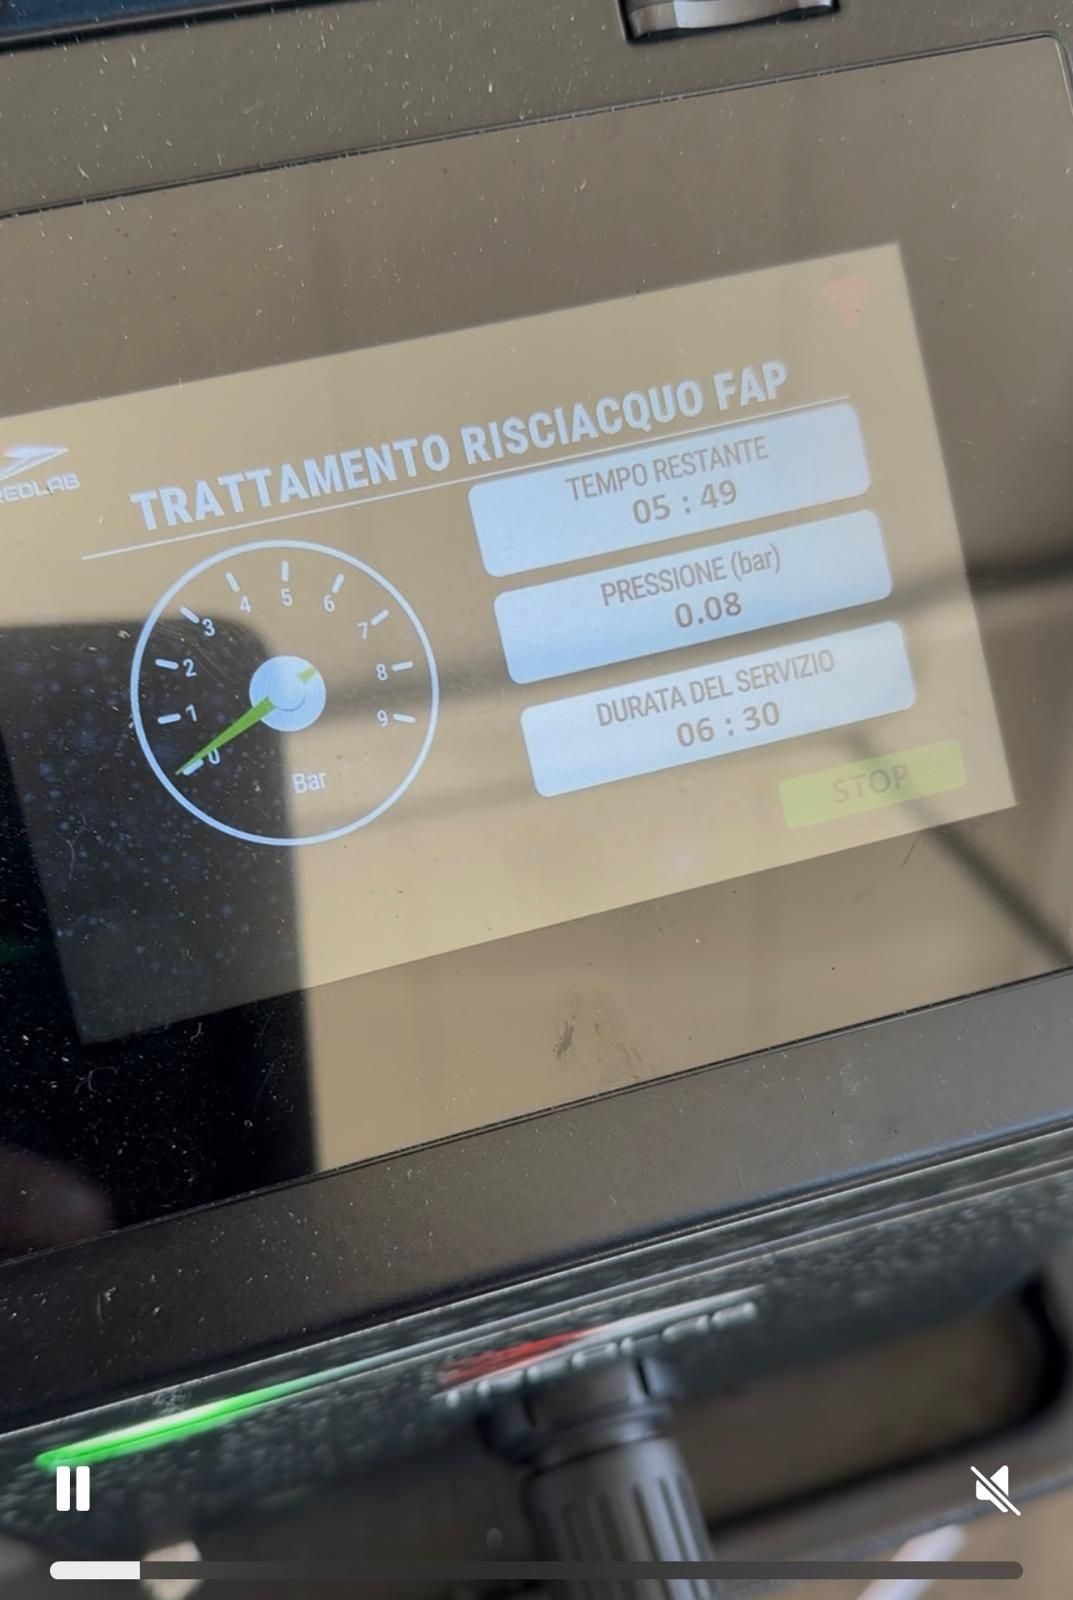 TRATTAMENTO RISCIACQUO FAP
TEMPO RESTANTE
05 : 49
PRESSIONE (bar)
0.08
DURATA DEL SERVIZIO
06 : 30
STOP
0
1
2
3
4
5
6
7
8
9
Bar